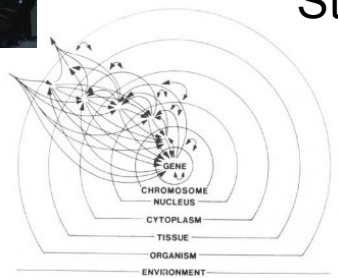 St
GENE
CHROMOSOME
NUCLEUS
CYTOPLASM
TISSUE
ORGANISM
ENVIRONMENT